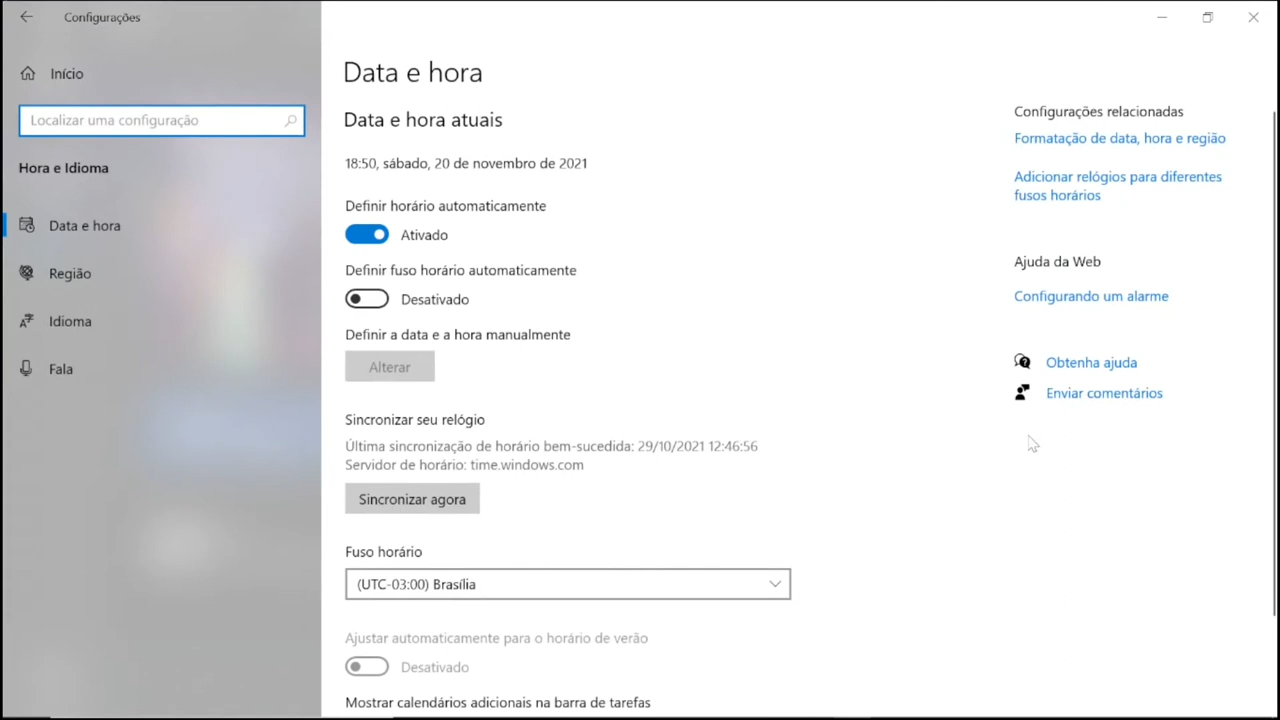 Configurações
Início
Localizar uma configuração
Hora e Idioma
Data e hora
Região
Idioma
Fala
Data e hora
Data e hora atuais
18:50, sábado, 20 de novembro de 2021
Definir horário automaticamente
Ativado
Definir fuso horário automaticamente
Desativado
Definir a data e a hora manualmente
Alterar
Sincronizar seu relógio
Última sincronização de horário bem-sucedida: 29/10/2021 12:46:56
Servidor de horário: time.windows.com
Sincronizar agora
Fuso horário
(UTC-03:00) Brasília
Ajustar automaticamente para o horário de verão
Desativado
Mostrar calendários adicionais na barra de tarefas
Configurações relacionadas
Formatação de data, hora e região
Adicionar relógios para diferentes
fusos horários
Ajuda da Web
Configurando um alarme
Obtenha ajuda
Enviar comentários